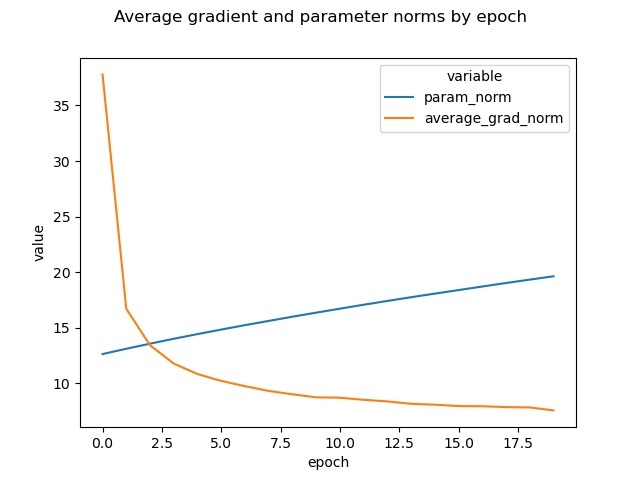 Average gradient and parameter norms by epoch
variable
param_norm
average_grad_norm
value
35
30
25
20
15
10
0.0
2.5
5.0
7.5
10.0
12.5
15.0
17.5
epoch